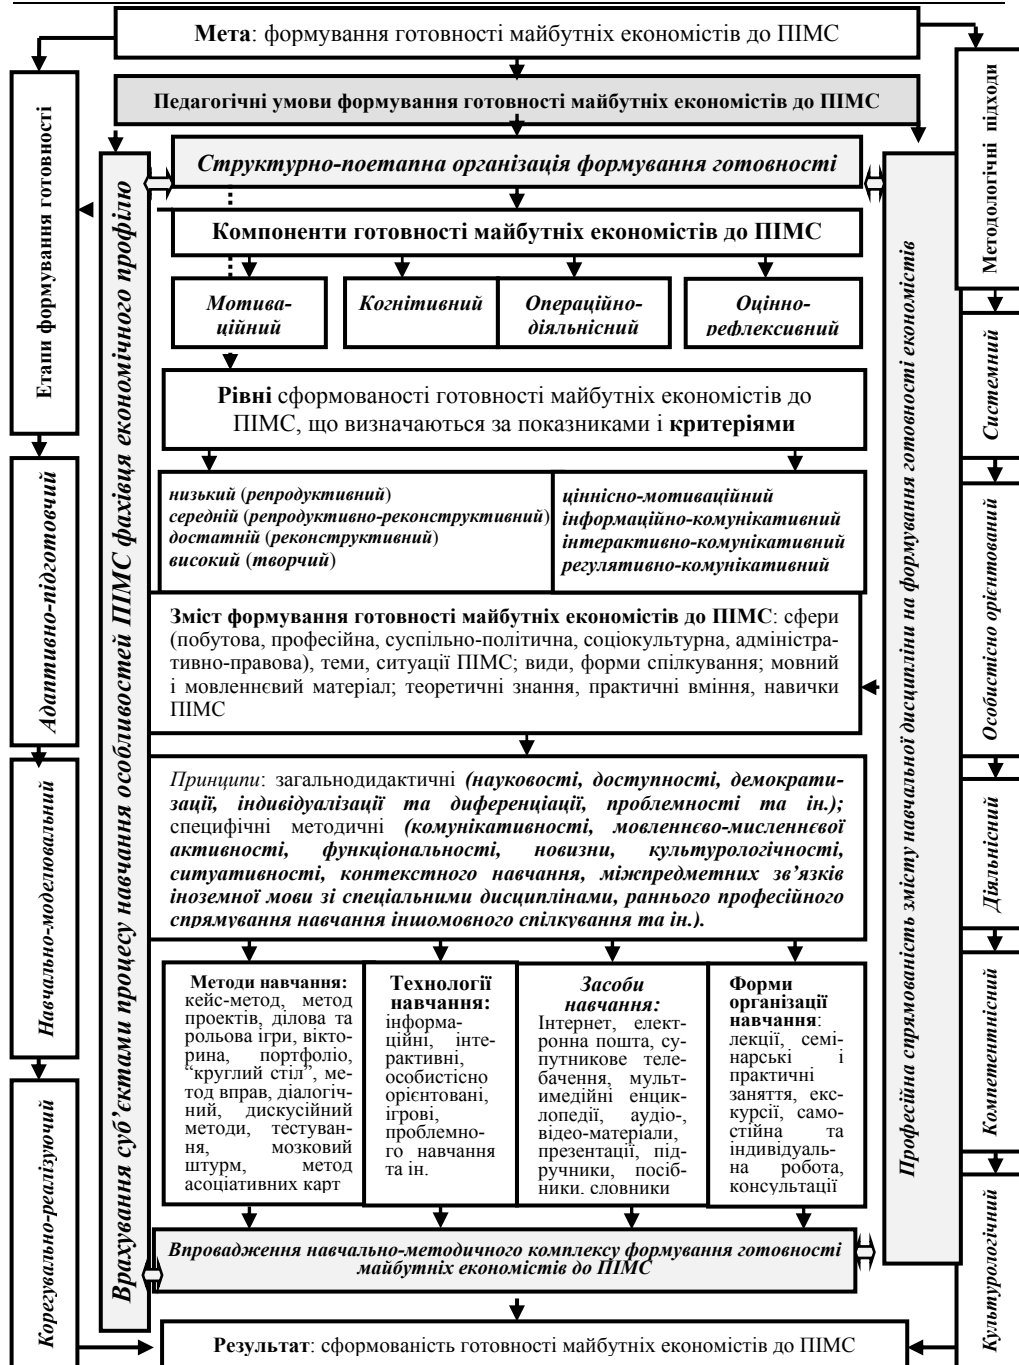 Мета: формування готовності майбутніх економістів до ПІМС
Педагогічні умови формування готовності майбутніх економістів до ПІМС
Етапи формування готовності
Адаптивно-підготовчий
Навчально-моделювальний
Корегувально-реалізуючий
Врахування суб’єктами процесу навчання особливостей ПІМС фахівця економічного профілю
Структурно-поетапна організація формування готовності
Компоненти готовності майбутніх економістів до ПІМС
Мотива-
ційний
Когнітивний
Операційно-
діяльнісний
Оцінно-
рефлексивний
Рівні сформованості готовності майбутніх економістів до
ПІМС, що визначаються за показниками і критеріями
низький (репродуктивний)
середній (репродуктивно-реконструктивний)
достатній (реконструктивний)
високий (творчий)
ціннісно-мотиваційний
інформаційно-комунікативний
інтерактивно-комунікативний
регулятивно-комунікативний
Зміст формування готовності майбутніх економістів до ПІМС: сфери
(побутова, професійна, суспільно-політична, соціокультурна, адміністра-
тивно-правова), теми, ситуації ПІМС; види, форми спілкування; мовний
і мовленнєвий матеріал; теоретичні знання, практичні вміння, навички
ПІМС
Принципи: загальнодидактичні (науковості, доступності, демократи-
зації, індивідуалізації та диференціації, проблемності та ін.);
специфічні методичні (комунікативності, мовленнєво-мисленнєвої
активності, функціональності, новизни, культурологічності,
ситуативності, контекстного навчання, міжпредметних зв’язків
іноземної мови зі спеціальними дисциплінами, раннього професійного
спрямування навчання іншомовного спілкування та ін.).
Методи навчання:
кейс-метод, метод
проектів, ділова та
рольова ігри, вікто-
рина, портфоліо,
“круглий стіл”, ме-
тод вправ, діалогіч-
ний, дискусійний
методи, тестуван-
ня, мозковий
штурм, метод
асоціативних карт
Технології
навчання:
інформа-
ційні, інте-
рактивні,
особистісно
орієнтовані,
ігрові,
проблемно-
го навчання
та ін.
Засоби
навчання:
Інтернет, елект-
ронна пошта, су-
путникове теле-
бачення, мульт-
имедійні енцик-
лопедії, аудіо-,
відео-матеріали,
презентації, під-
ручники, посіб-
ники, словники
Форми
організації
навчання:
лекції, семі-
нарські і
практичні
заняття, екс-
курсії, само-
стійна та
індивідуаль-
на робота,
консультації
Впровадження навчально-методичного комплексу формування готовності
майбутніх економістів до ПІМС
Результат: сформованість готовності майбутніх економістів до ПІМС
Професійна спрямованість змісту навчальної дисципліни на формування готовності економістів
Методологічні підходи
Системний
Особистісно орієнтований
Діяльнісний
Компетентнісний
Культурологічний